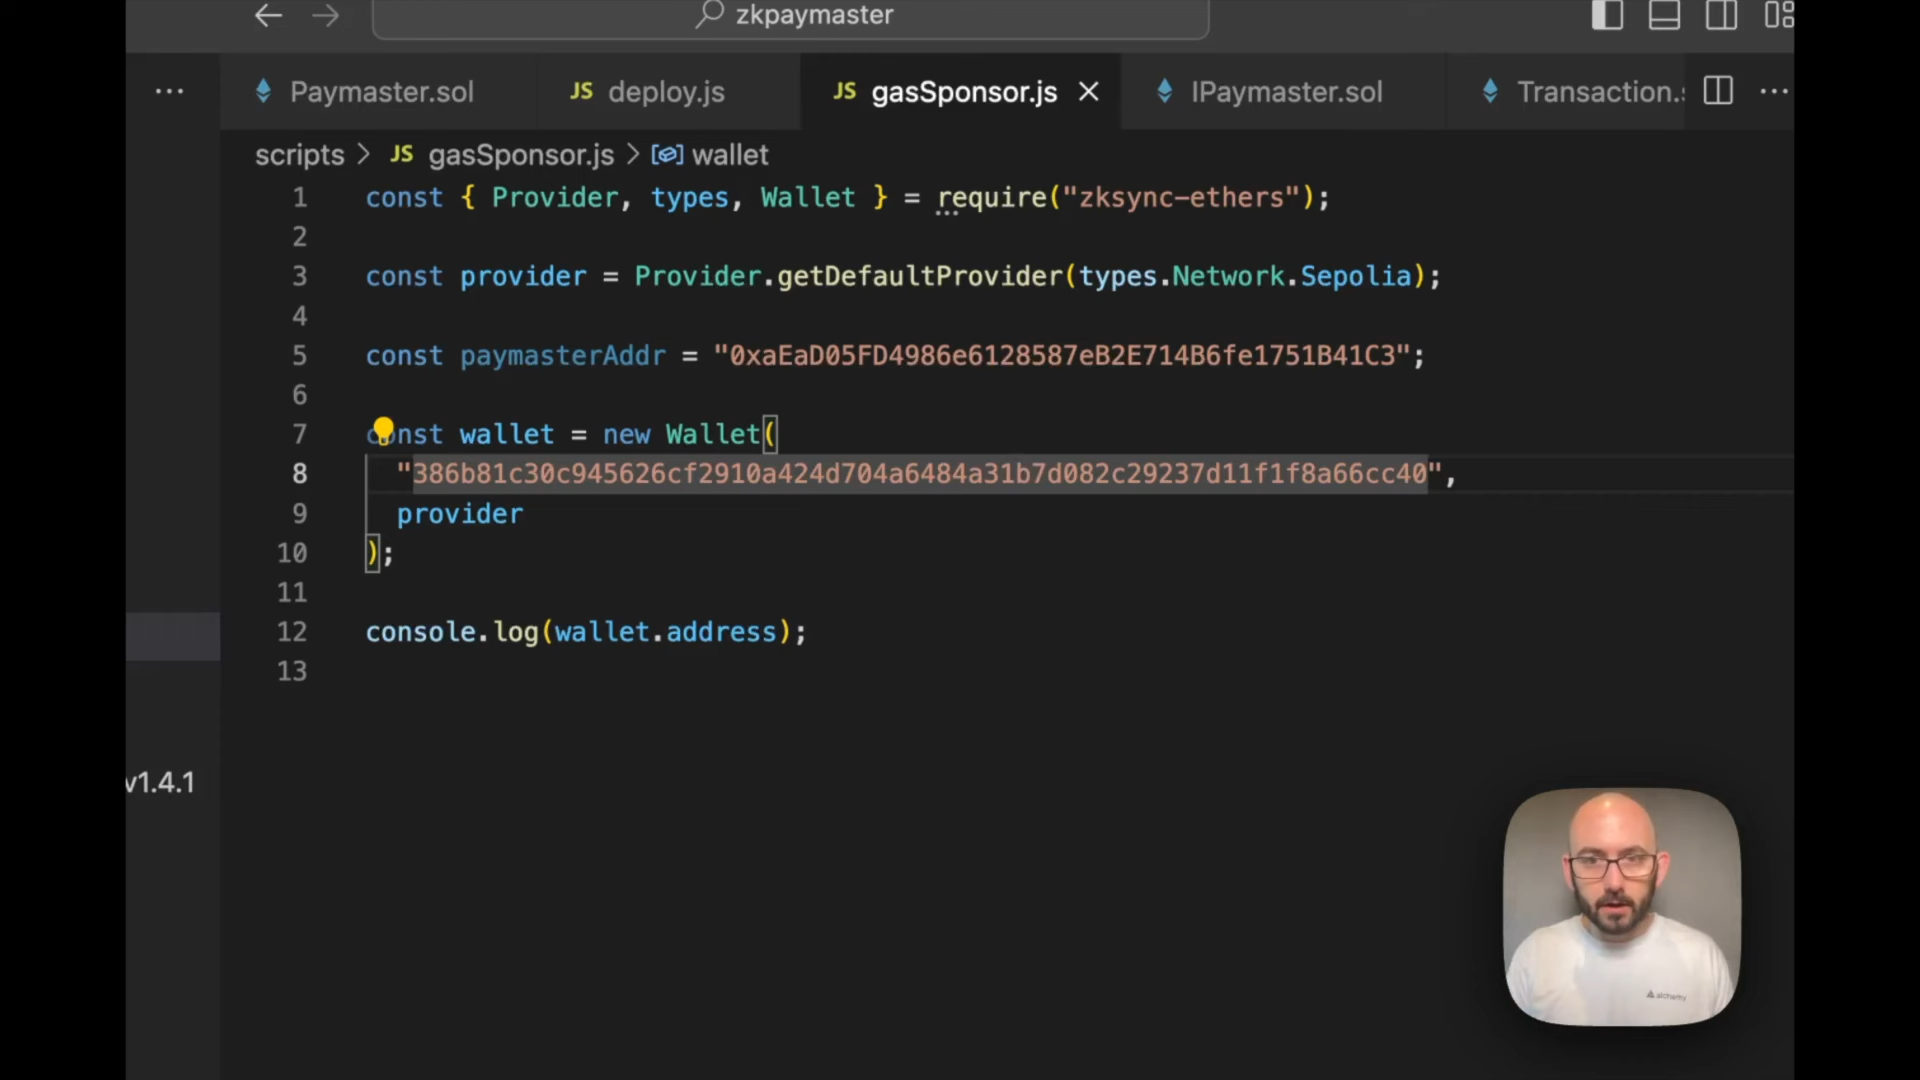 zkpaymaster
Paymaster.sol
JS deploy.js
JS gasSponsor.js
IPaymaster.sol
Transaction.s
scripts > JS gasSponsor.js > wallet
1 const { Provider, types, Wallet } = require("zksync-ethers");
2
3 const provider = Provider.getDefaultProvider(types.Network.Sepolia);
4
5 const paymasterAddr = "0xaEaD05FD4986e6128587eB2E714B6fe1751B41C3";
6
7 const wallet = new Wallet(
8 "386b81c30c945626cf2910a424d704a6484a31b7d082c29237d11f1f8a66cc40",
9 provider
10 );
11
12 console.log(wallet.address);
13
v1.4.1
alchemy